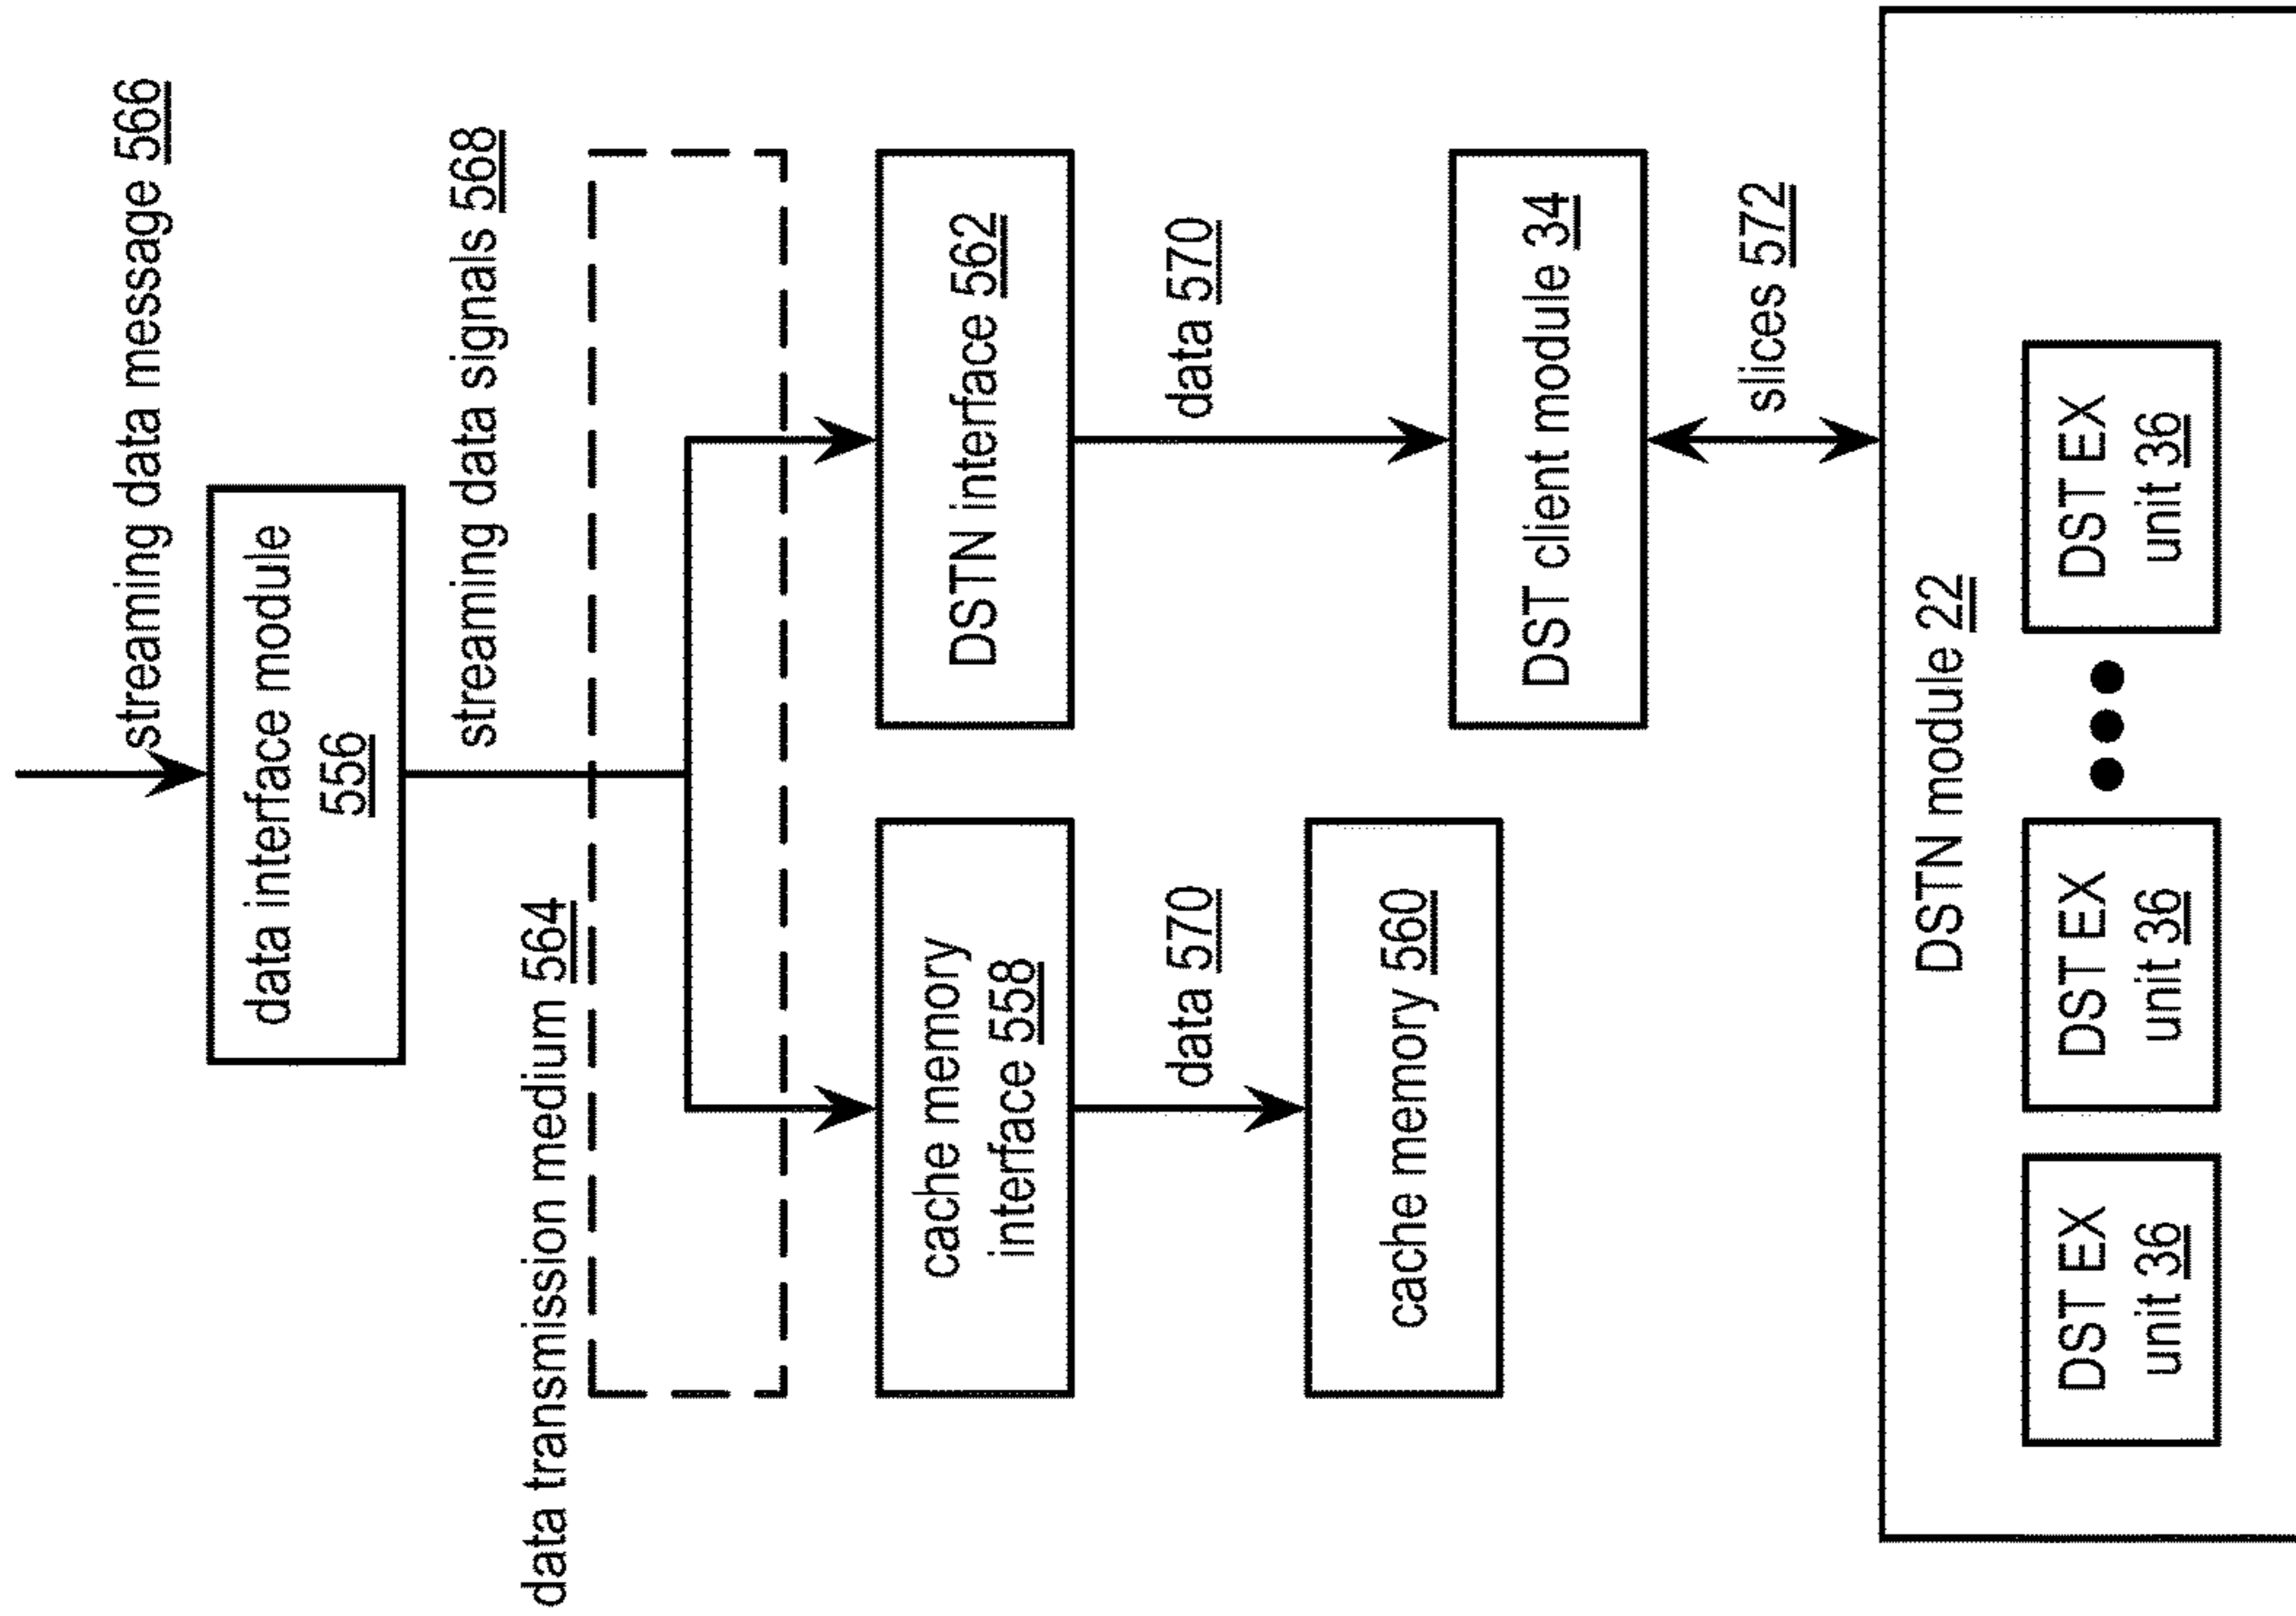 streaming data message 566
data interface module
556
streaming data signals 568
data transmission medium 564
cache memory
interface 558
DSTN interface 562
data 570
data 570
cache memory 560
DST client module 34
slices 572
DSTN module 22
DST EX
unit 36
DST EX
unit 36
DST EX
unit 36